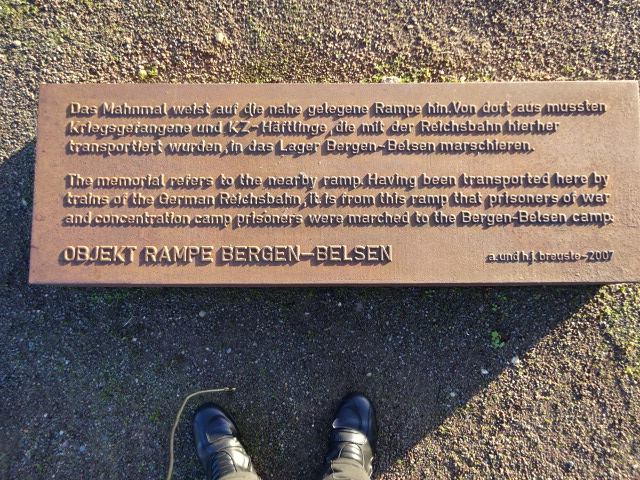 Das Mahnmal weist auf die nahe gelegene Rampe hin. Von dort aus mussten
Kriegsgefangene und KZ-Häftlinge, die mit der Reichsbahn hierher
transportiert wurden, in das Lager Bergen-Belsen marschieren.
The memorial refers to the nearby ramp. Having been transported here by
trains of the German Reichsbahn, it is from this ramp that prisoners of war
and concentration camp prisoners were marched to the Bergen-Belsen camp.
OBJEKT RAMPE BERGEN-BELSEN
a. und h.j. breuste-2007